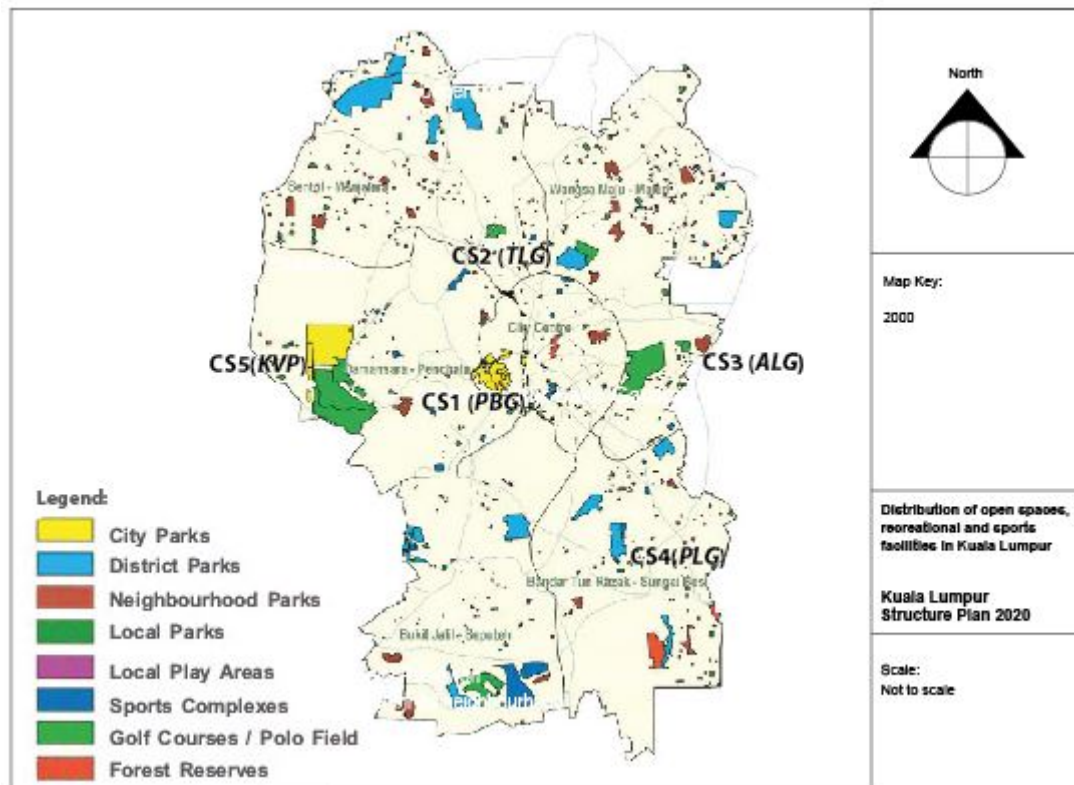 North
Sentol - Menjalara
Wangsa Maju - Maluri
CS2 (TLG)
City Centre
CS5(KVP)
Damansara - Penchala
CS3 (ALG)
CS1 (PBG)
Map Key:
2000
Legend:
City Parks
District Parks
Neighbourhood Parks
Local Parks
Local Play Areas
Sports Complexes
Golf Courses / Polo Field
Forest Reserves
CS4(PLG)
Bandar Tun Razak - Sungai Besi
Bukit Jalil - Seputeh
Distribution of open spaces,
recreational and sports
facilities in Kuala Lumpur
Kuala Lumpur
Structure Plan 2020
Scale:
Not to scale